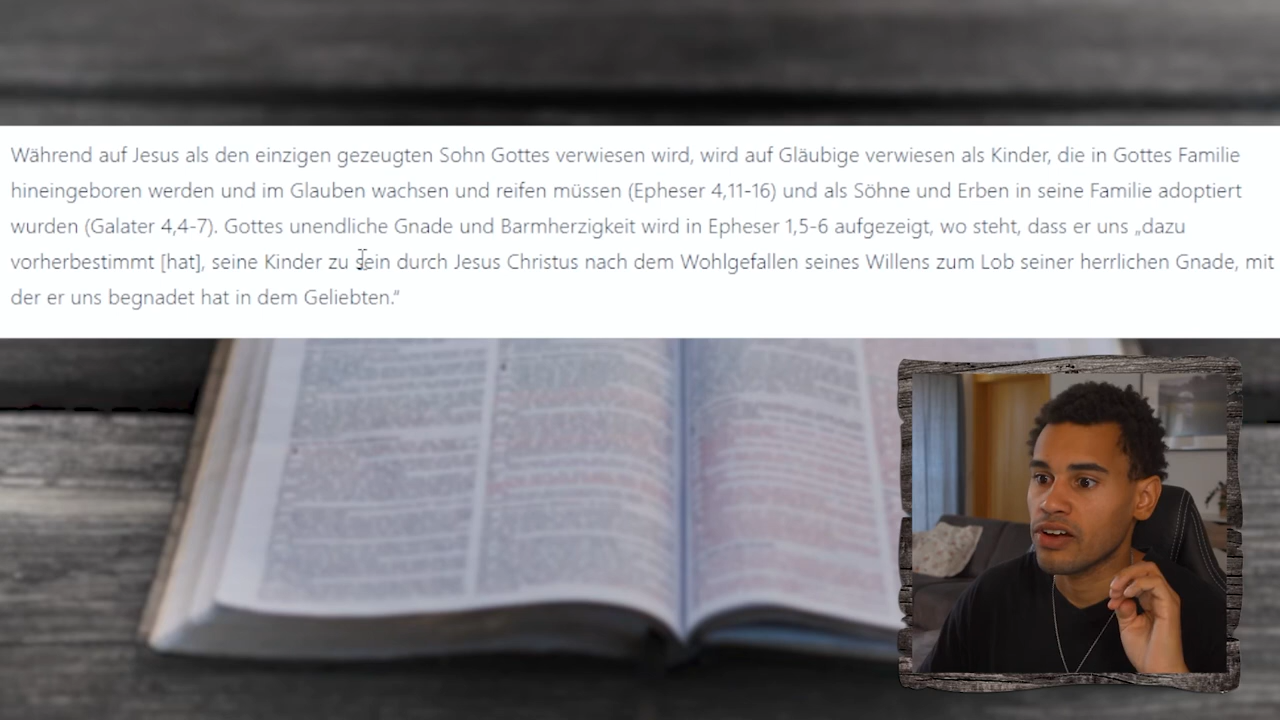 Während auf Jesus als den einzigen gezeugten Sohn Gottes verwiesen wird, wird auf Gläubige verwiesen als Kinder, die in Gottes Familie
hineingeboren werden und im Glauben wachsen und reifen müssen (Epheser 4,11-16) und als Söhne und Erben in seine Familie adoptiert
wurden (Galater 4,4-7). Gottes unendliche Gnade und Barmherzigkeit wird in Epheser 1,5-6 aufgezeigt, wo steht, dass er uns „dazu
vorherbestimmt [hat], seine Kinder zu sein durch Jesus Christus nach dem Wohlgefallen seines Willens zum Lob seiner herrlichen Gnade, mit
der er uns begnadet hat in dem Geliebten.“